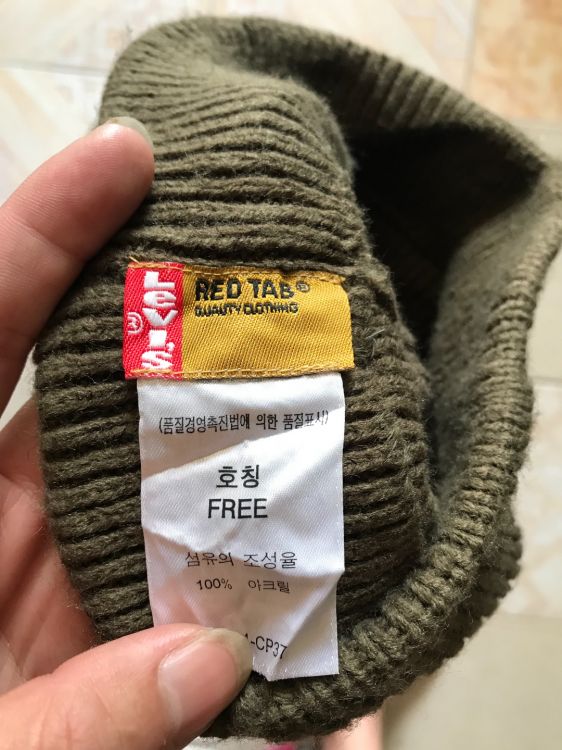 LEVI'S®
RED TAB®
QUALITY CLOTHING
(품질경영촉진법에 의한 품질표시)
호칭
FREE
섬유의 조성율
100% 아크릴
-CP37